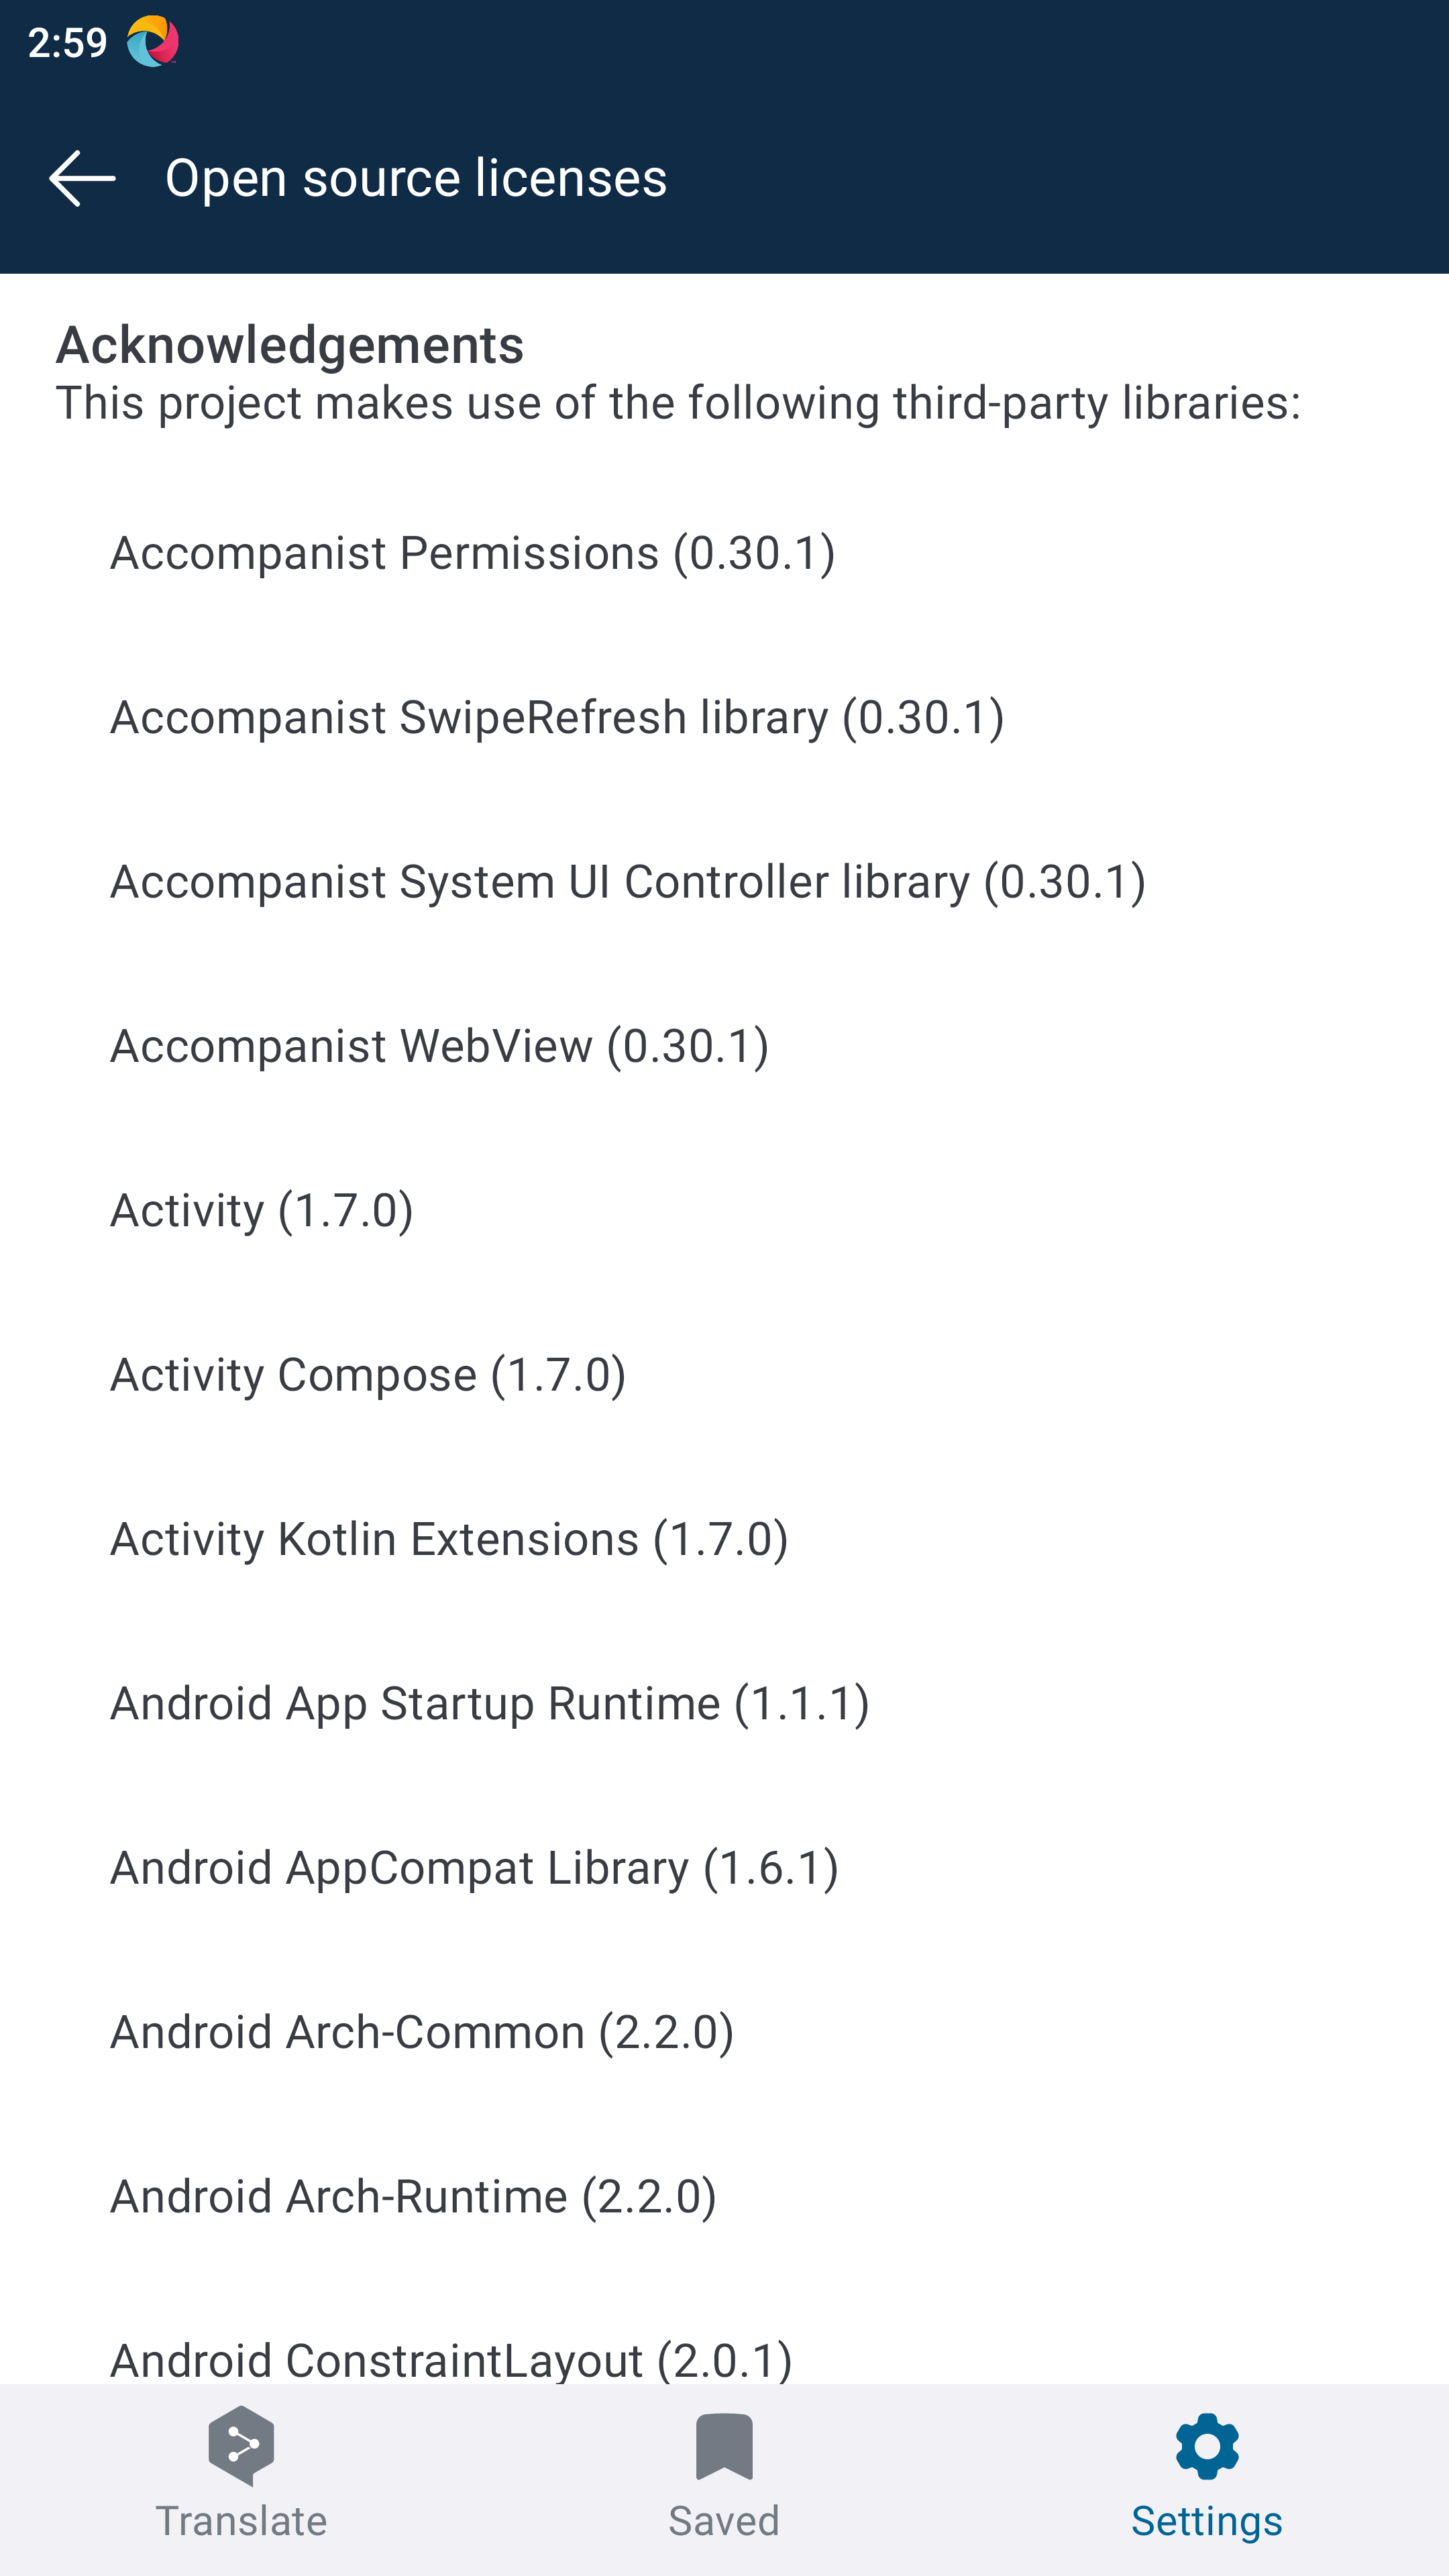 2:59
Open source licenses
Acknowledgements
This project makes use of the following third-party libraries:
Accompanist Permissions (0.30.1)
Accompanist SwipeRefresh library (0.30.1)
Accompanist System UI Controller library (0.30.1)
Accompanist WebView (0.30.1)
Activity (1.7.0)
Activity Compose (1.7.0)
Activity Kotlin Extensions (1.7.0)
Android App Startup Runtime (1.1.1)
Android AppCompat Library (1.6.1)
Android Arch-Common (2.2.0)
Android Arch-Runtime (2.2.0)
Android ConstraintLayout (2.0.1)
Translate
Saved
Settings